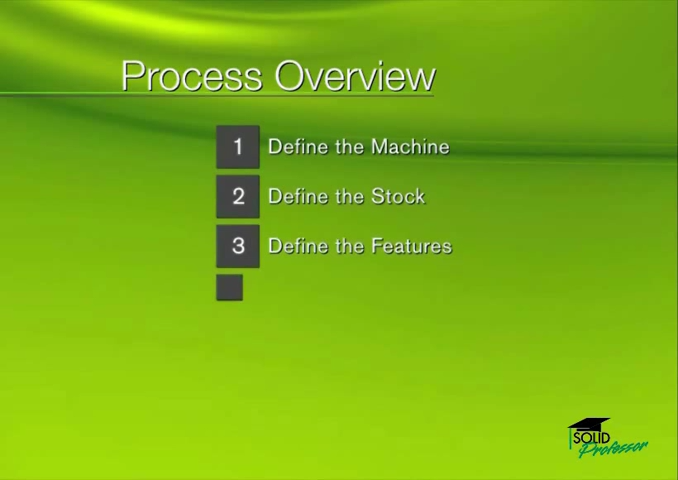 Process Overview
1 Define the Machine
2 Define the Stock
3 Define the Features
SOLID
Professor